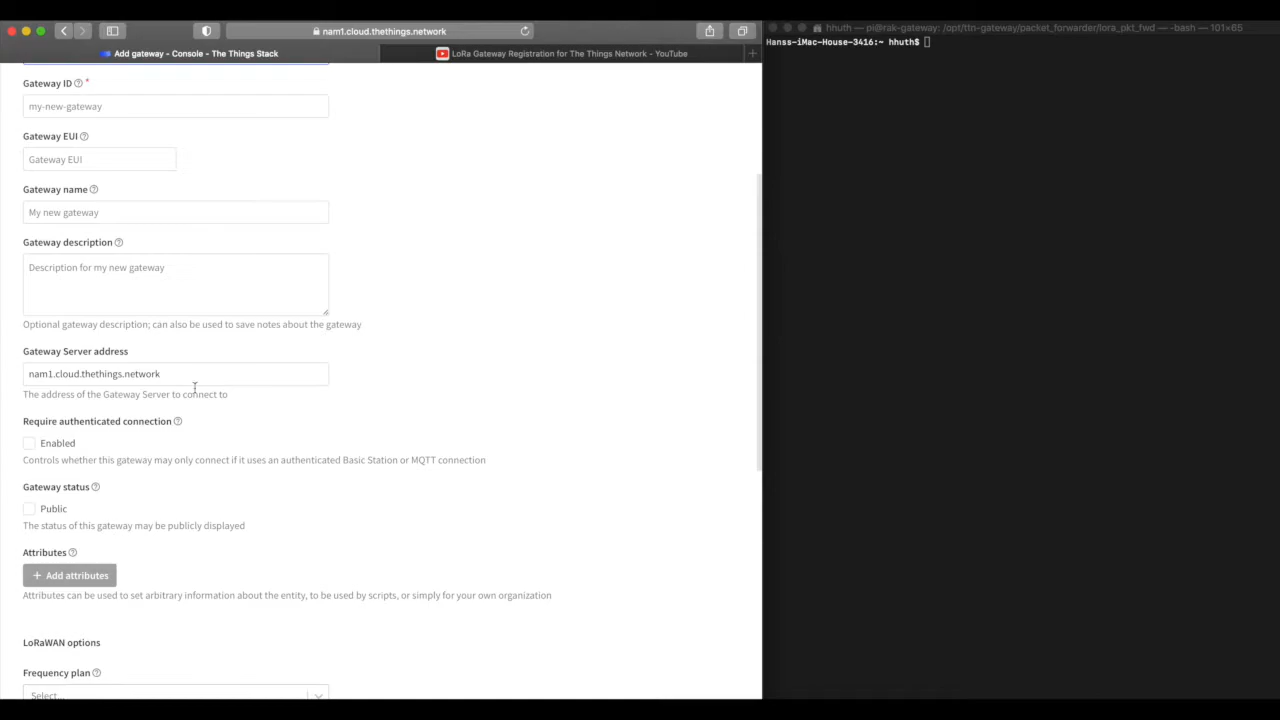 nam1.cloud.thethings.network
hhuth — pi@rak-gateway: /opt/ttn-gateway/packet_forwarder/lora_pkt_fwd — -bash — 101×65
Add gateway - Console - The Things Stack
LoRa Gateway Registration for The Things Network - YouTube
Hanss-iMac-House-3416:~ hhuth$
Gateway ID *
my-new-gateway
Gateway EUI
Gateway EUI
Gateway name
My new gateway
Gateway description
Description for my new gateway
Optional gateway description; can also be used to save notes about the gateway
Gateway Server address
nam1.cloud.thethings.network
The address of the Gateway Server to connect to
Require authenticated connection
Enabled
Controls whether this gateway may only connect if it uses an authenticated Basic Station or MQTT connection
Gateway status
Public
The status of this gateway may be publicly displayed
Attributes
+ Add attributes
Attributes can be used to set arbitrary information about the entity, to be used by scripts, or simply for your own organization
LoRaWAN options
Frequency plan
Select...